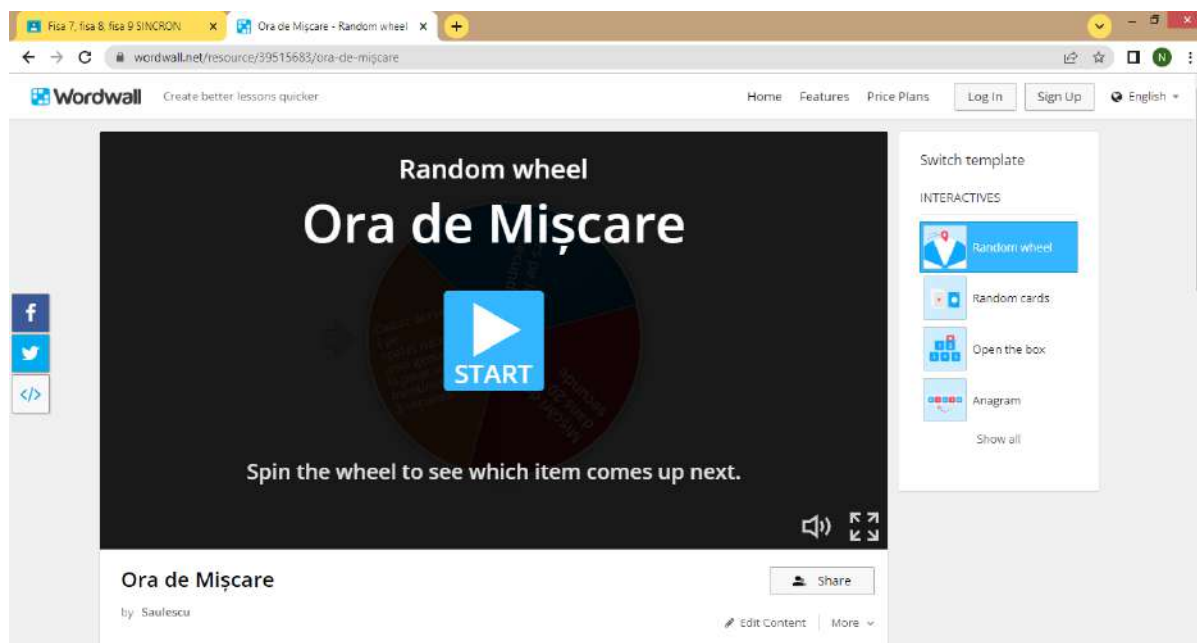 Fisa 7, fisa 8, fisa 9 SINCRON
Ora de Mișcare - Random wheel
wordwall.net/resource/39515683/ora-de-mișcare
N
Wordwall
Create better lessons quicker
Home Features Price Plans Log In Sign Up English
Random wheel
Ora de Mișcare
START
Spin the wheel to see which item comes up next.
Switch template
INTERACTIVES
Random wheel
Random cards
Open the box
Anagram
Show all
Ora de Mișcare
Share
by Saulescu
Edit Content More